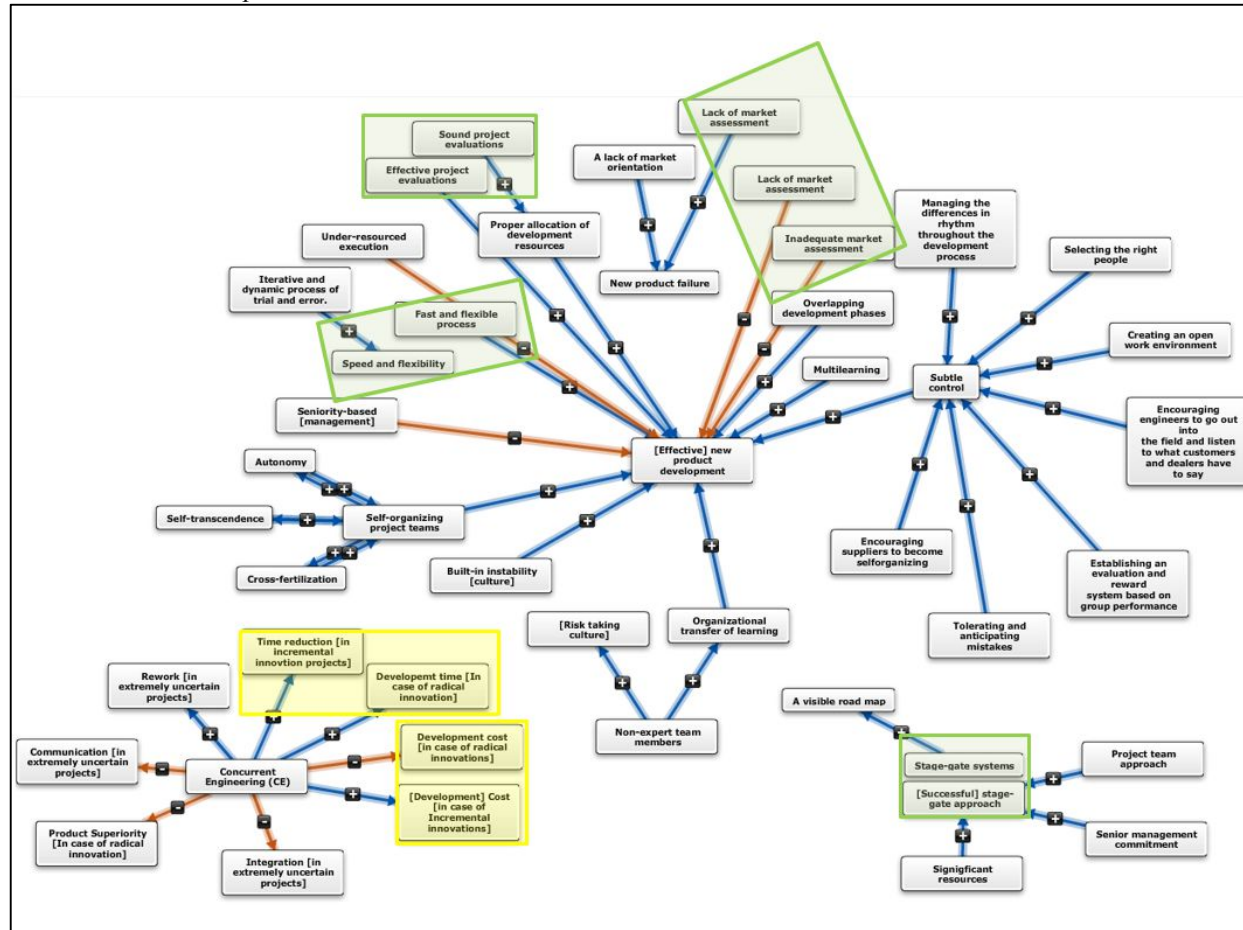 Lack of market
assessment
Sound project
evaluations
A lack of market
orientation
Effective project
evaluations
Lack of market
assessment
Managing the
differences in
rhythm
throughout the
development
process
Proper allocation of
development
resources
Under-resourced
execution
Inadequate market
assessment
Selecting the right
people
Iterative and
dynamic process of
trial and error.
New product failure
Overlapping
development phases
Fast and flexible
process
Creating an open
work environment
Speed and flexibility
Multilearning
Subtle
control
Seniority-based
[management]
Encouraging
engineers to go out
into
the field and listen
to what customers
and dealers have
to say
[Effective] new
product
development
Autonomy
Self-transcendence
Self-organizing
project teams
Encouraging
suppliers to become
selforganizing
Cross-fertilization
Built-in instability
[culture]
Establishing an
evaluation and
reward
system based on
group performance
[Risk taking
culture]
Organizational
transfer of learning
Tolerating and
anticipating
mistakes
Time reduction [in
incremental
innovtion projects]
Rework [in
extremely uncertain
projects]
Developemt time [In
case of radical
innovation]
A visible road map
Non-expert team
members
Development cost
[in case of radical
innovations]
Communication [in
extremely uncertain
projects]
Concurrent
Engineering (CE)
Stage-gate systems
Project team
approach
[Successful] stage-
gate approach
[Development] Cost
[in case of
Incremental
innovations]
Product Superiority
[In case of radical
innovation]
Senior management
commitment
Integration [in
extremely uncertain
projects]
Signigficant
resources